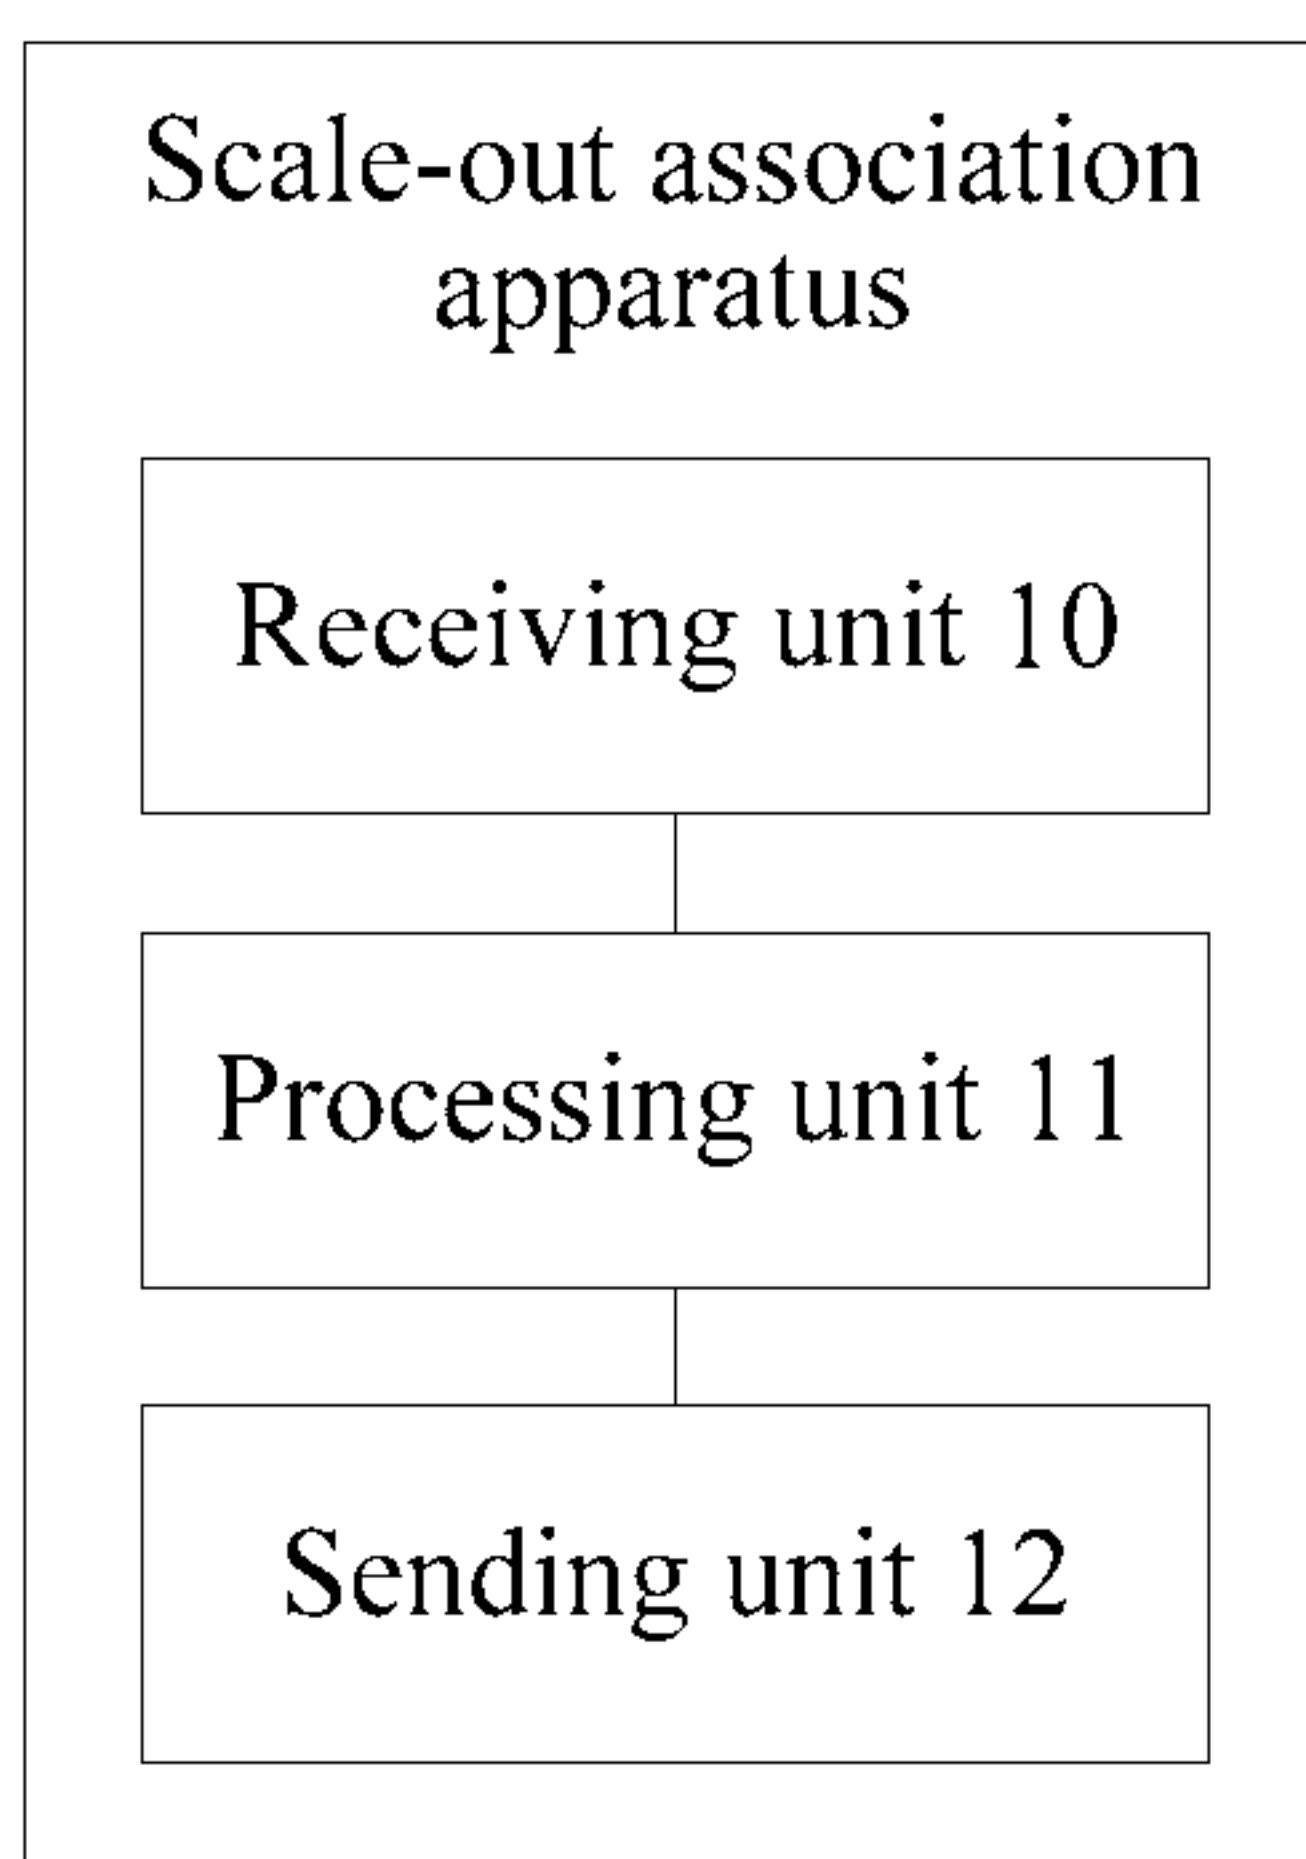 Scale-out association
apparatus
Receiving unit 10
Processing unit 11
Sending unit 12